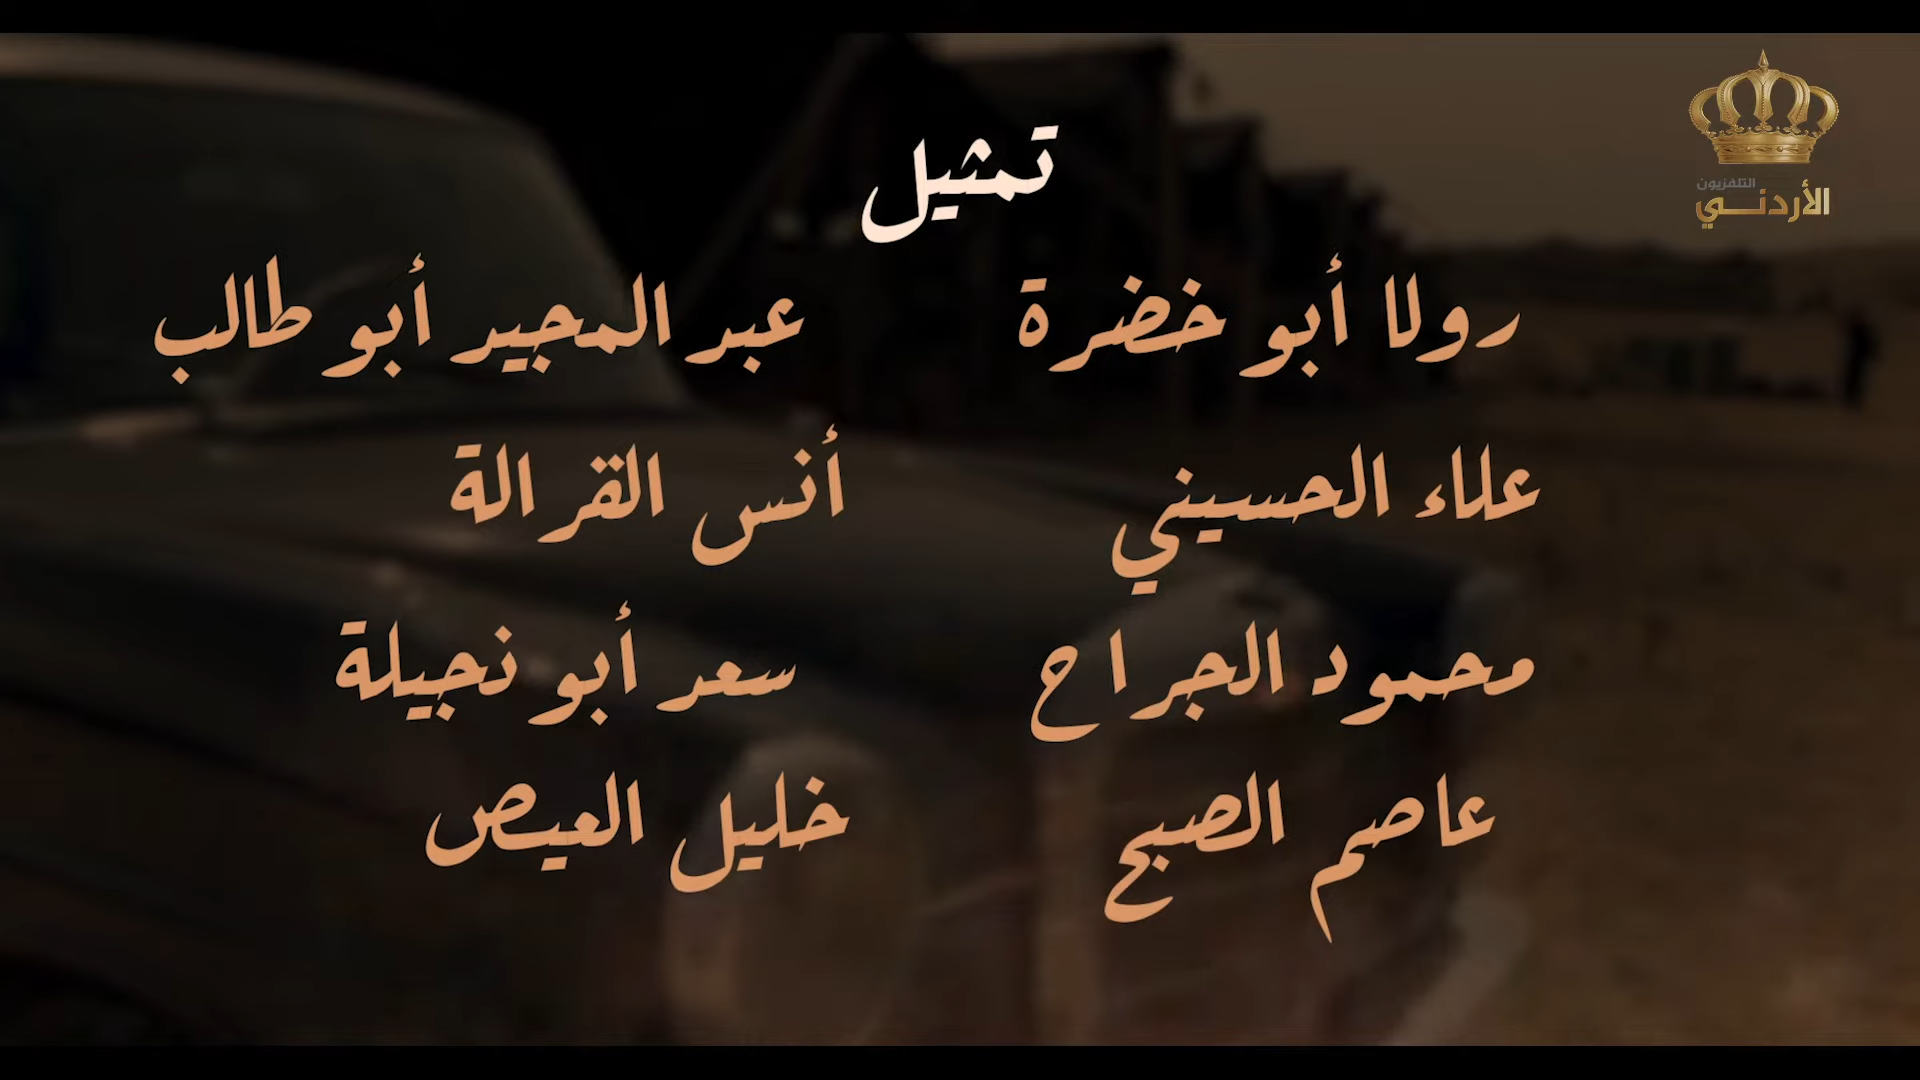 التلفزيون
الأردني
تمثيل
رولا أبو خضرة
عبد المجيد أبو طالب
علاء الحسيني
أنس القرالة
محمود الجراح
سعد أبو نجيلة
عاصم الصبح
خليل العيص